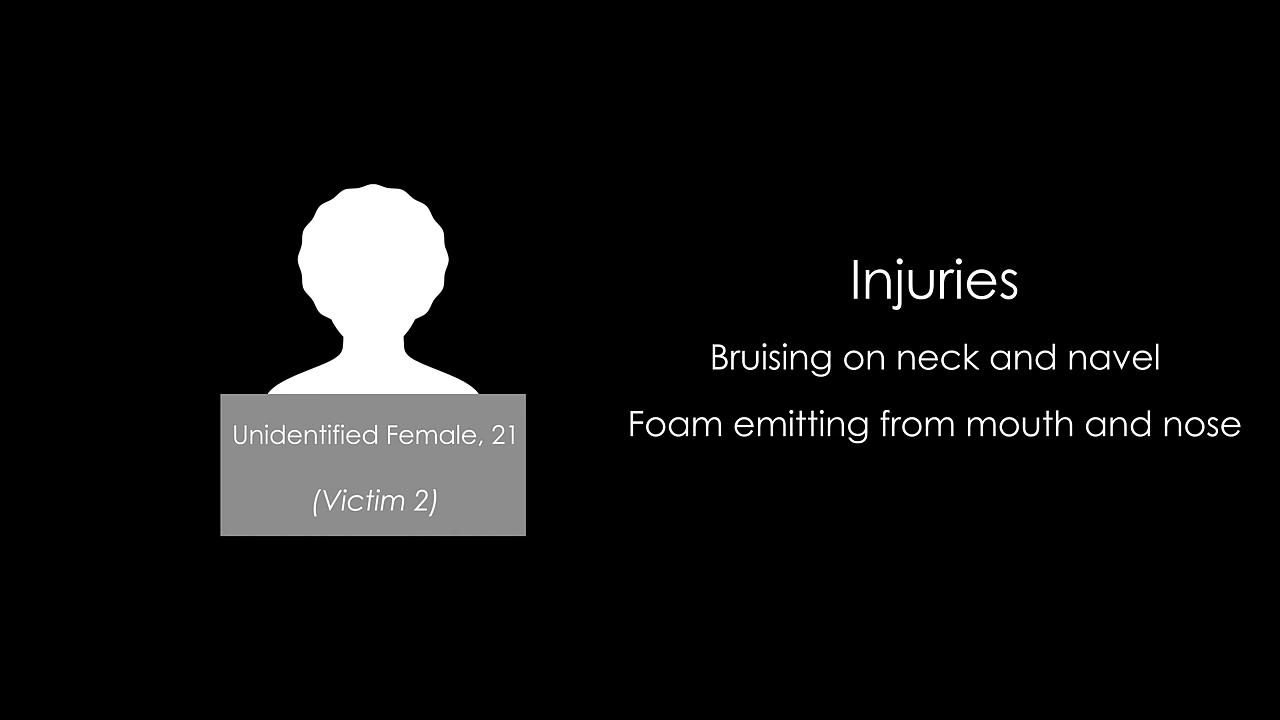 Unidentified Female, 21
(Victim 2)
Injuries
Bruising on neck and navel
Foam emitting from mouth and nose